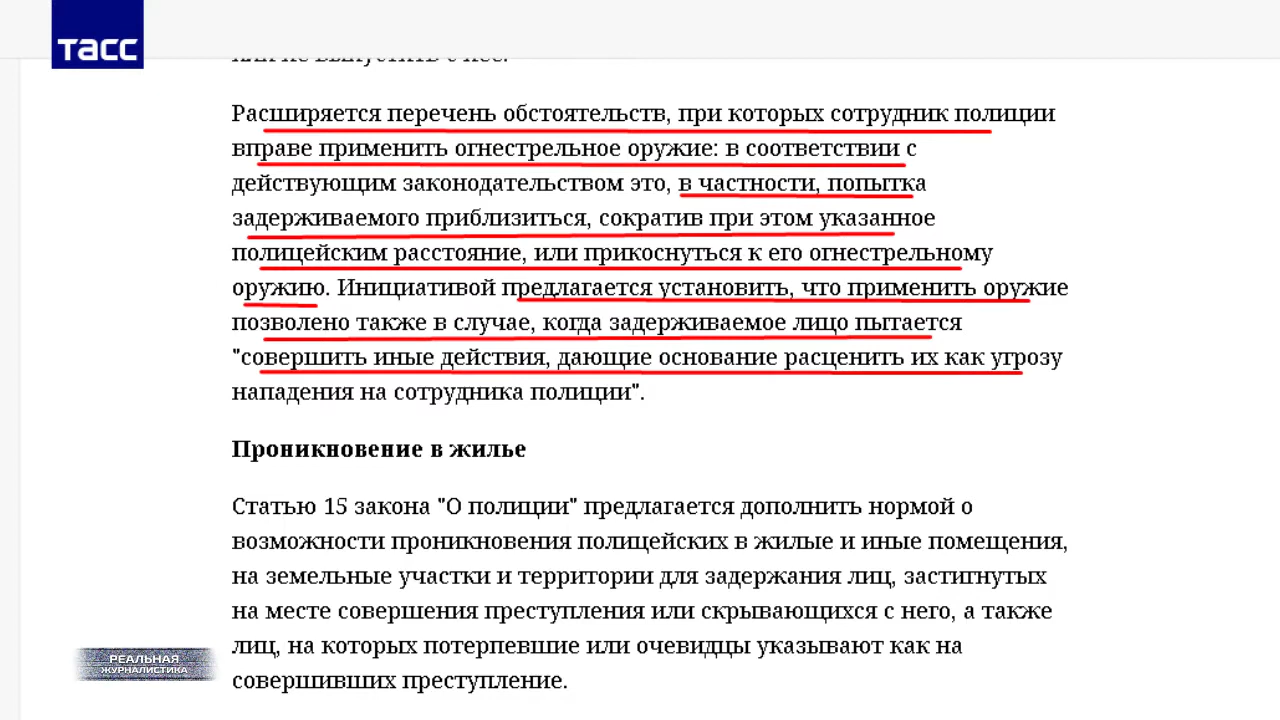 тасс
Расширяется перечень обстоятельств, при которых сотрудник полиции
вправе применить огнестрельное оружие: в соответствии с
действующим законодательством это, в частности, попытка
задерживаемого приблизиться, сократив при этом указанное
полицейским расстояние, или прикоснуться к его огнестрельному
оружию. Инициативой предлагается установить, что применить оружие
позволено также в случае, когда задерживаемое лицо пытается
"совершить иные действия, дающие основание расценить их как угрозу
нападения на сотрудника полиции".
Проникновение в жилье
Статью 15 закона "О полиции" предлагается дополнить нормой о
возможности проникновения полицейских в жилые и иные помещения,
на земельные участки и территории для задержания лиц, застигнутых
на месте совершения преступления или скрывающихся с него, а также
лиц, на которых потерпевшие или очевидцы указывают как на
совершивших преступление.
РЕАЛЬНАЯ
ЖУРНАЛИСТИКА